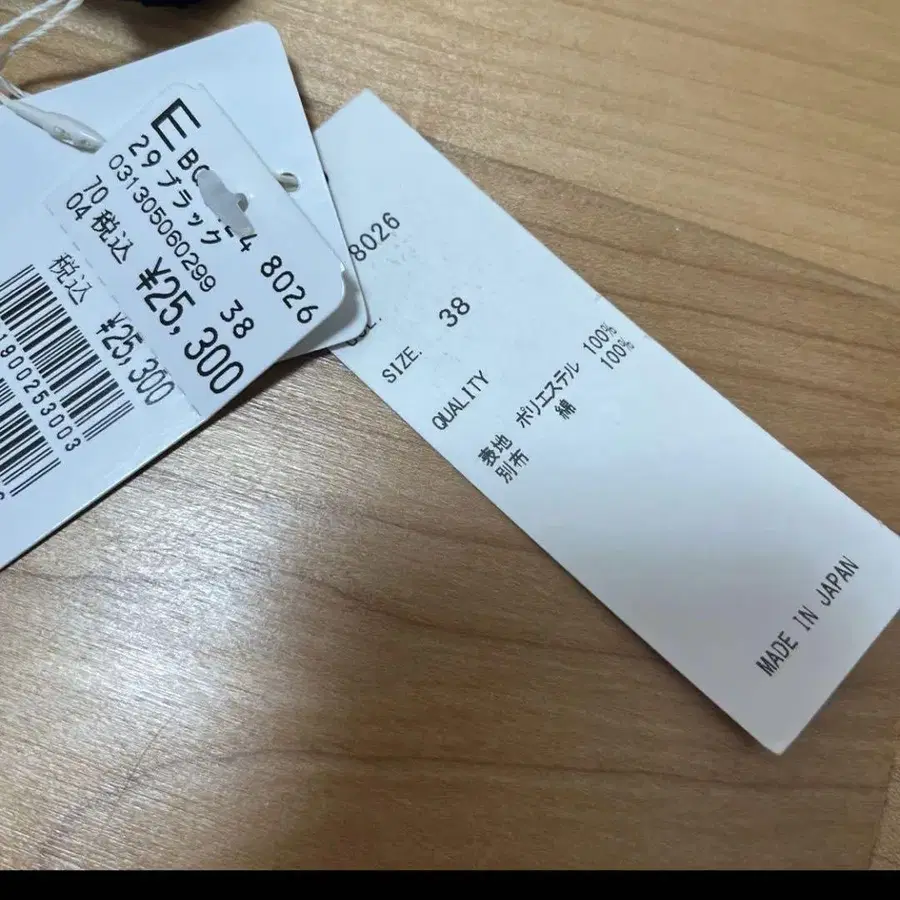 E
24 8026
29 ブラック
031305060299 38
70
04 税込 ¥25,300
税込 ¥25,300
1900253003
8026
SIZE. 38
QUALITY
表地 ポリエステル 100%
別布 綿 100%
MADE IN JAPAN